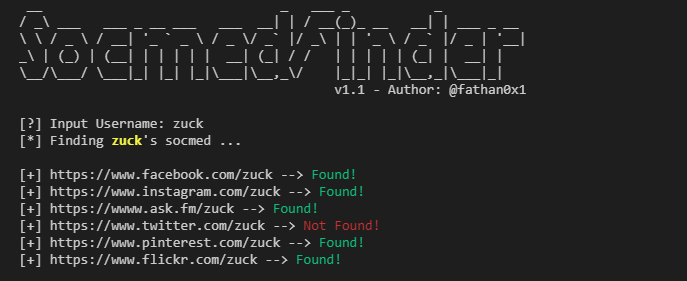 Socmed/finder
v1.1 - Author: @fathan0x1
[?] Input Username: zuck
[*] Finding zuck's socmed ...
[+] https://www.facebook.com/zuck --> Found!
[+] https://www.instagram.com/zuck --> Found!
[+] https://wwww.ask.fm/zuck --> Found!
[+] https://www.twitter.com/zuck --> Not Found!
[+] https://www.pinterest.com/zuck --> Found!
[+] https://www.flickr.com/zuck --> Found!